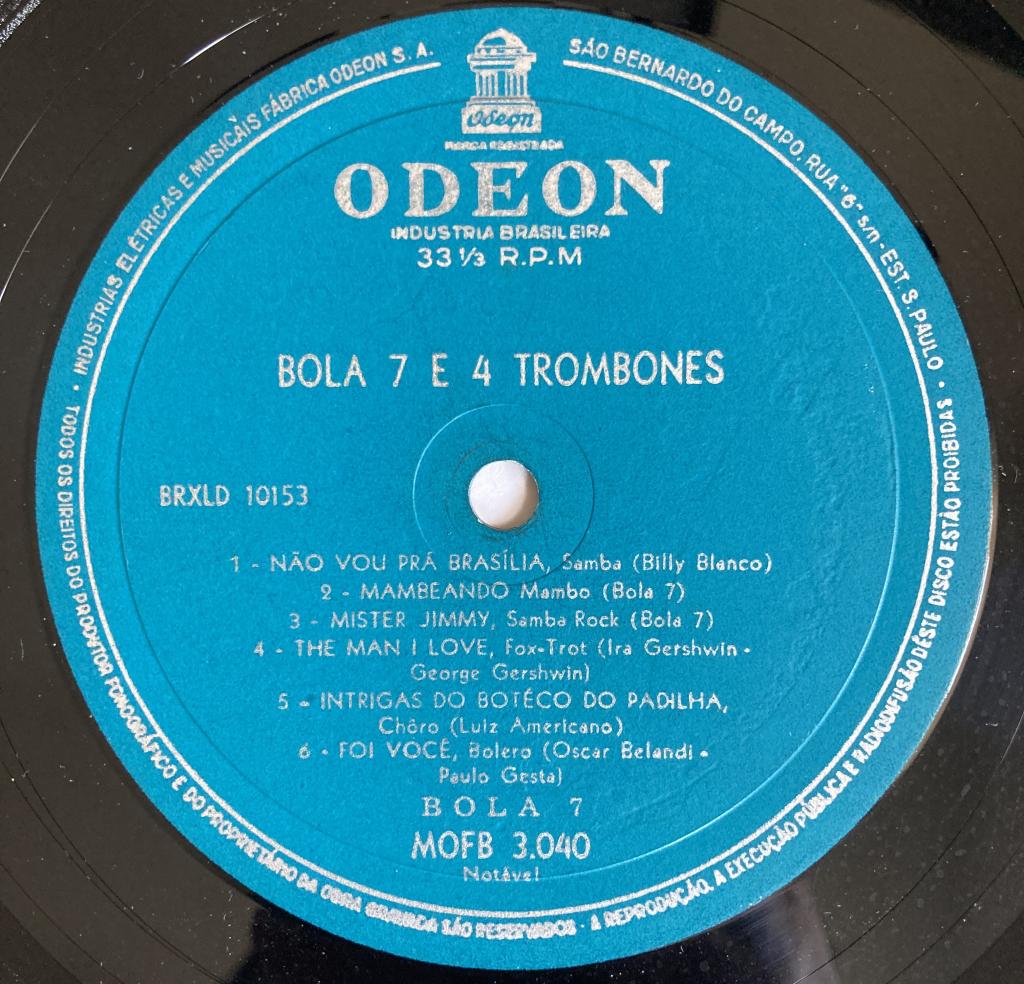 · INDUSTRIAS ELÉTRICAS E MUSICAIS FÁBRICA ODEON S. A.
SÃO BERNARDO DO CAMPO, RUA "6" s/n - EST. S. PAULO ·
Odeon
MARCA REGISTRADA
ODEON
INDUSTRIA BRASILEIRA
33 1/3 R.P.M
BOLA 7 E 4 TROMBONES
BRXLD 10153
1 - NÃO VOU PRÁ BRASÍLIA, Samba (Billy Blanco)
2 - MAMBEANDO Mambo (Bola 7)
3 - MISTER JIMMY, Samba Rock (Bola 7)
4 - THE MAN I LOVE, Fox-Trot (Ira Gershwin -
George Gershwin)
5 - INTRIGAS DO BOTÉCO DO PADILHA,
Chôro (Luiz Americano)
6 - FOI VOCÊ, Bolero (Oscar Belandi -
Paulo Gesta)
BOLA 7
MOFB 3.040
Notável
TODOS OS DIREITOS DO PRODUTOR FONOGRÁFICO E DO PROPRIETÁRIO DA OBRA GRAVADA SÃO RESERVADOS · A REPRODUÇÃO, A EXECUÇÃO PÚBLICA E RADIODIFUSÃO DÊSTE DISCO ESTÃO PROIBIDAS